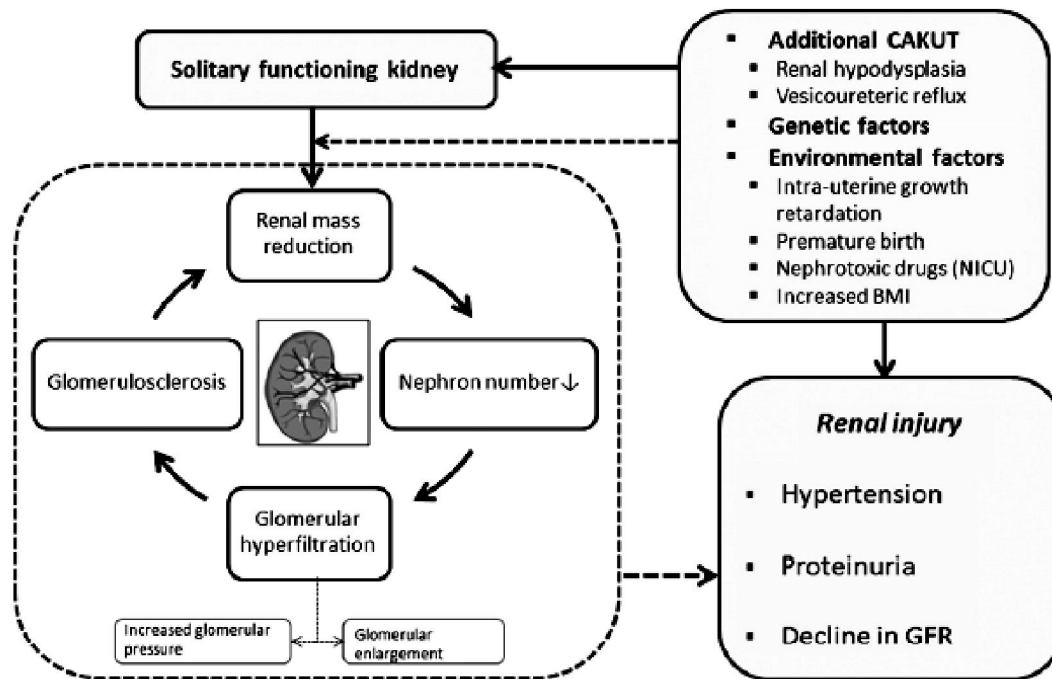 Solitary functioning kidney
▪ Additional CAKUT
▪ Renal hypodysplasia
▪ Vesicoureteric reflux
▪ Genetic factors
▪ Environmental factors
▪ Intra-uterine growth
retardation
▪ Premature birth
▪ Nephrotoxic drugs (NICU)
▪ Increased BMI
Renal mass
reduction
Glomerulosclerosis
Nephron number↓
Glomerular
hyperfiltration
Increased glomerular
pressure
Glomerular
enlargement
Renal injury
▪ Hypertension
▪ Proteinuria
▪ Decline in GFR